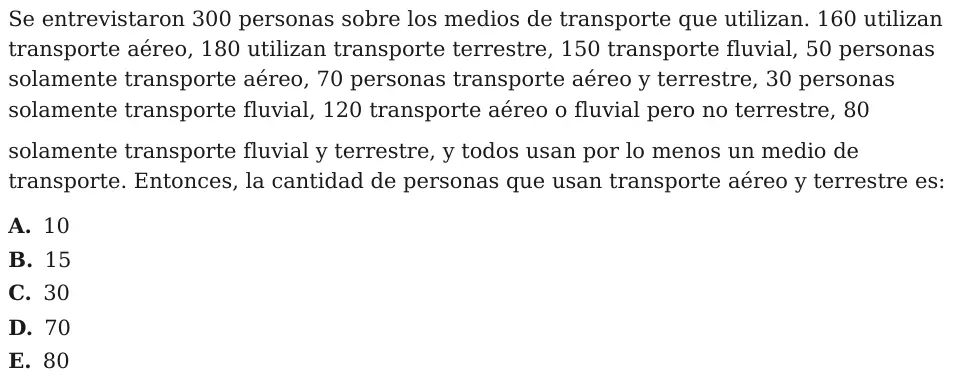 Se entrevistaron 300 personas sobre los medios de transporte que utilizan. 160 utilizan
transporte aéreo, 180 utilizan transporte terrestre, 150 transporte fluvial, 50 personas
solamente transporte aéreo, 70 personas transporte aéreo y terrestre, 30 personas
solamente transporte fluvial, 120 transporte aéreo o fluvial pero no terrestre, 80
solamente transporte fluvial y terrestre, y todos usan por lo menos un medio de
transporte. Entonces, la cantidad de personas que usan transporte aéreo y terrestre es:
A. 10
B. 15
C. 30
D. 70
E. 80